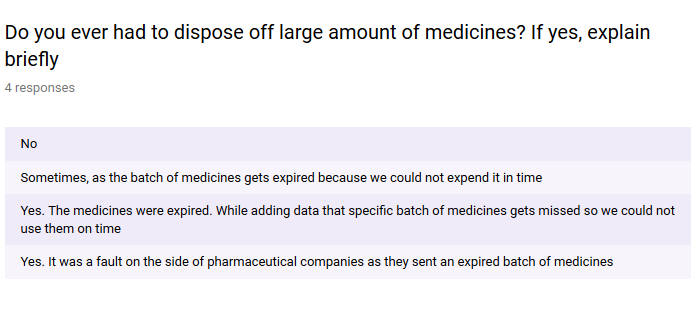 Do you ever had to dispose off large amount of medicines? If yes, explain
briefly
4 responses
No
Sometimes, as the batch of medicines gets expired because we could not expend it in time
Yes. The medicines were expired. While adding data that specific batch of medicines gets missed so we could not
use them on time
Yes. It was a fault on the side of pharmaceutical companies as they sent an expired batch of medicines